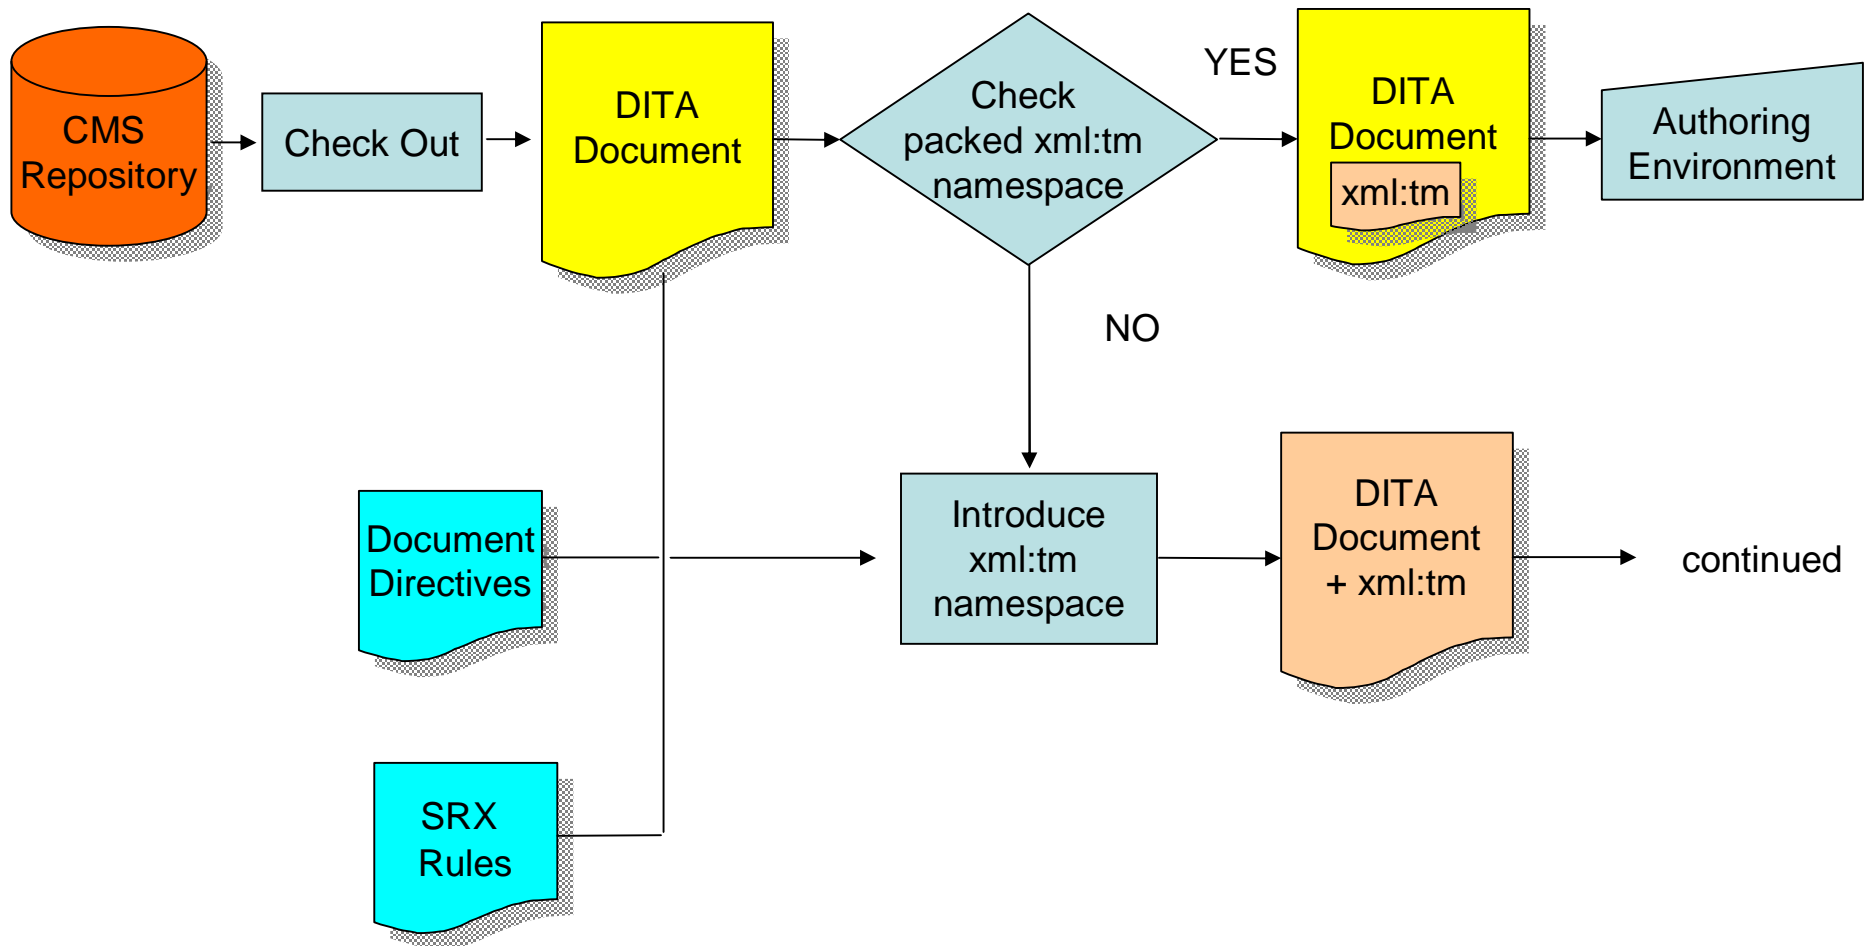 CMS
Repository
Check Out
DITA
Document
Check
packed xml:tm
namespace
YES
DITA
Document
xml:tm
Authoring
Environment
NO
Document
Directives
Introduce
xml:tm
namespace
DITA
Document
+ xml:tm
continued
SRX
Rules